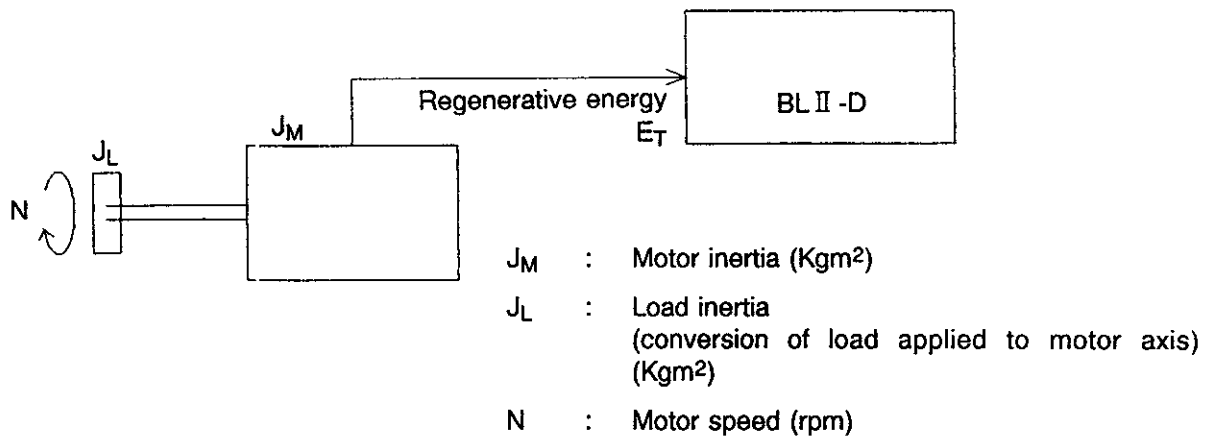 Regenerative energy
E_T
BL Ⅱ -D
J_M
J_L
N
J_M : Motor inertia (Kgm²)
J_L : Load inertia
(conversion of load applied to motor axis)
(Kgm²)
N : Motor speed (rpm)